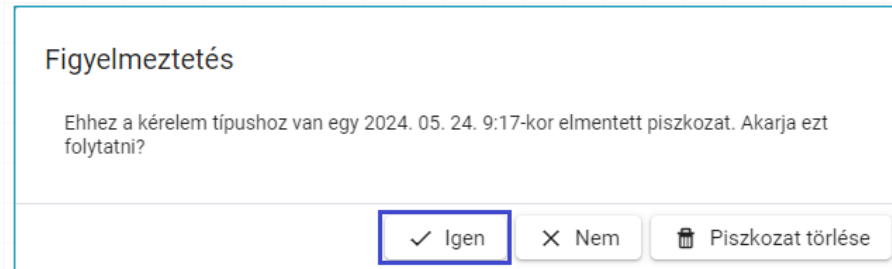 Figyelmeztetés
Ehhez a kérelem típushoz van egy 2024. 05. 24. 9:17-kor elmentett piszkozat. Akarja ezt
folytatni?
Igen Nem Piszkozat törlése